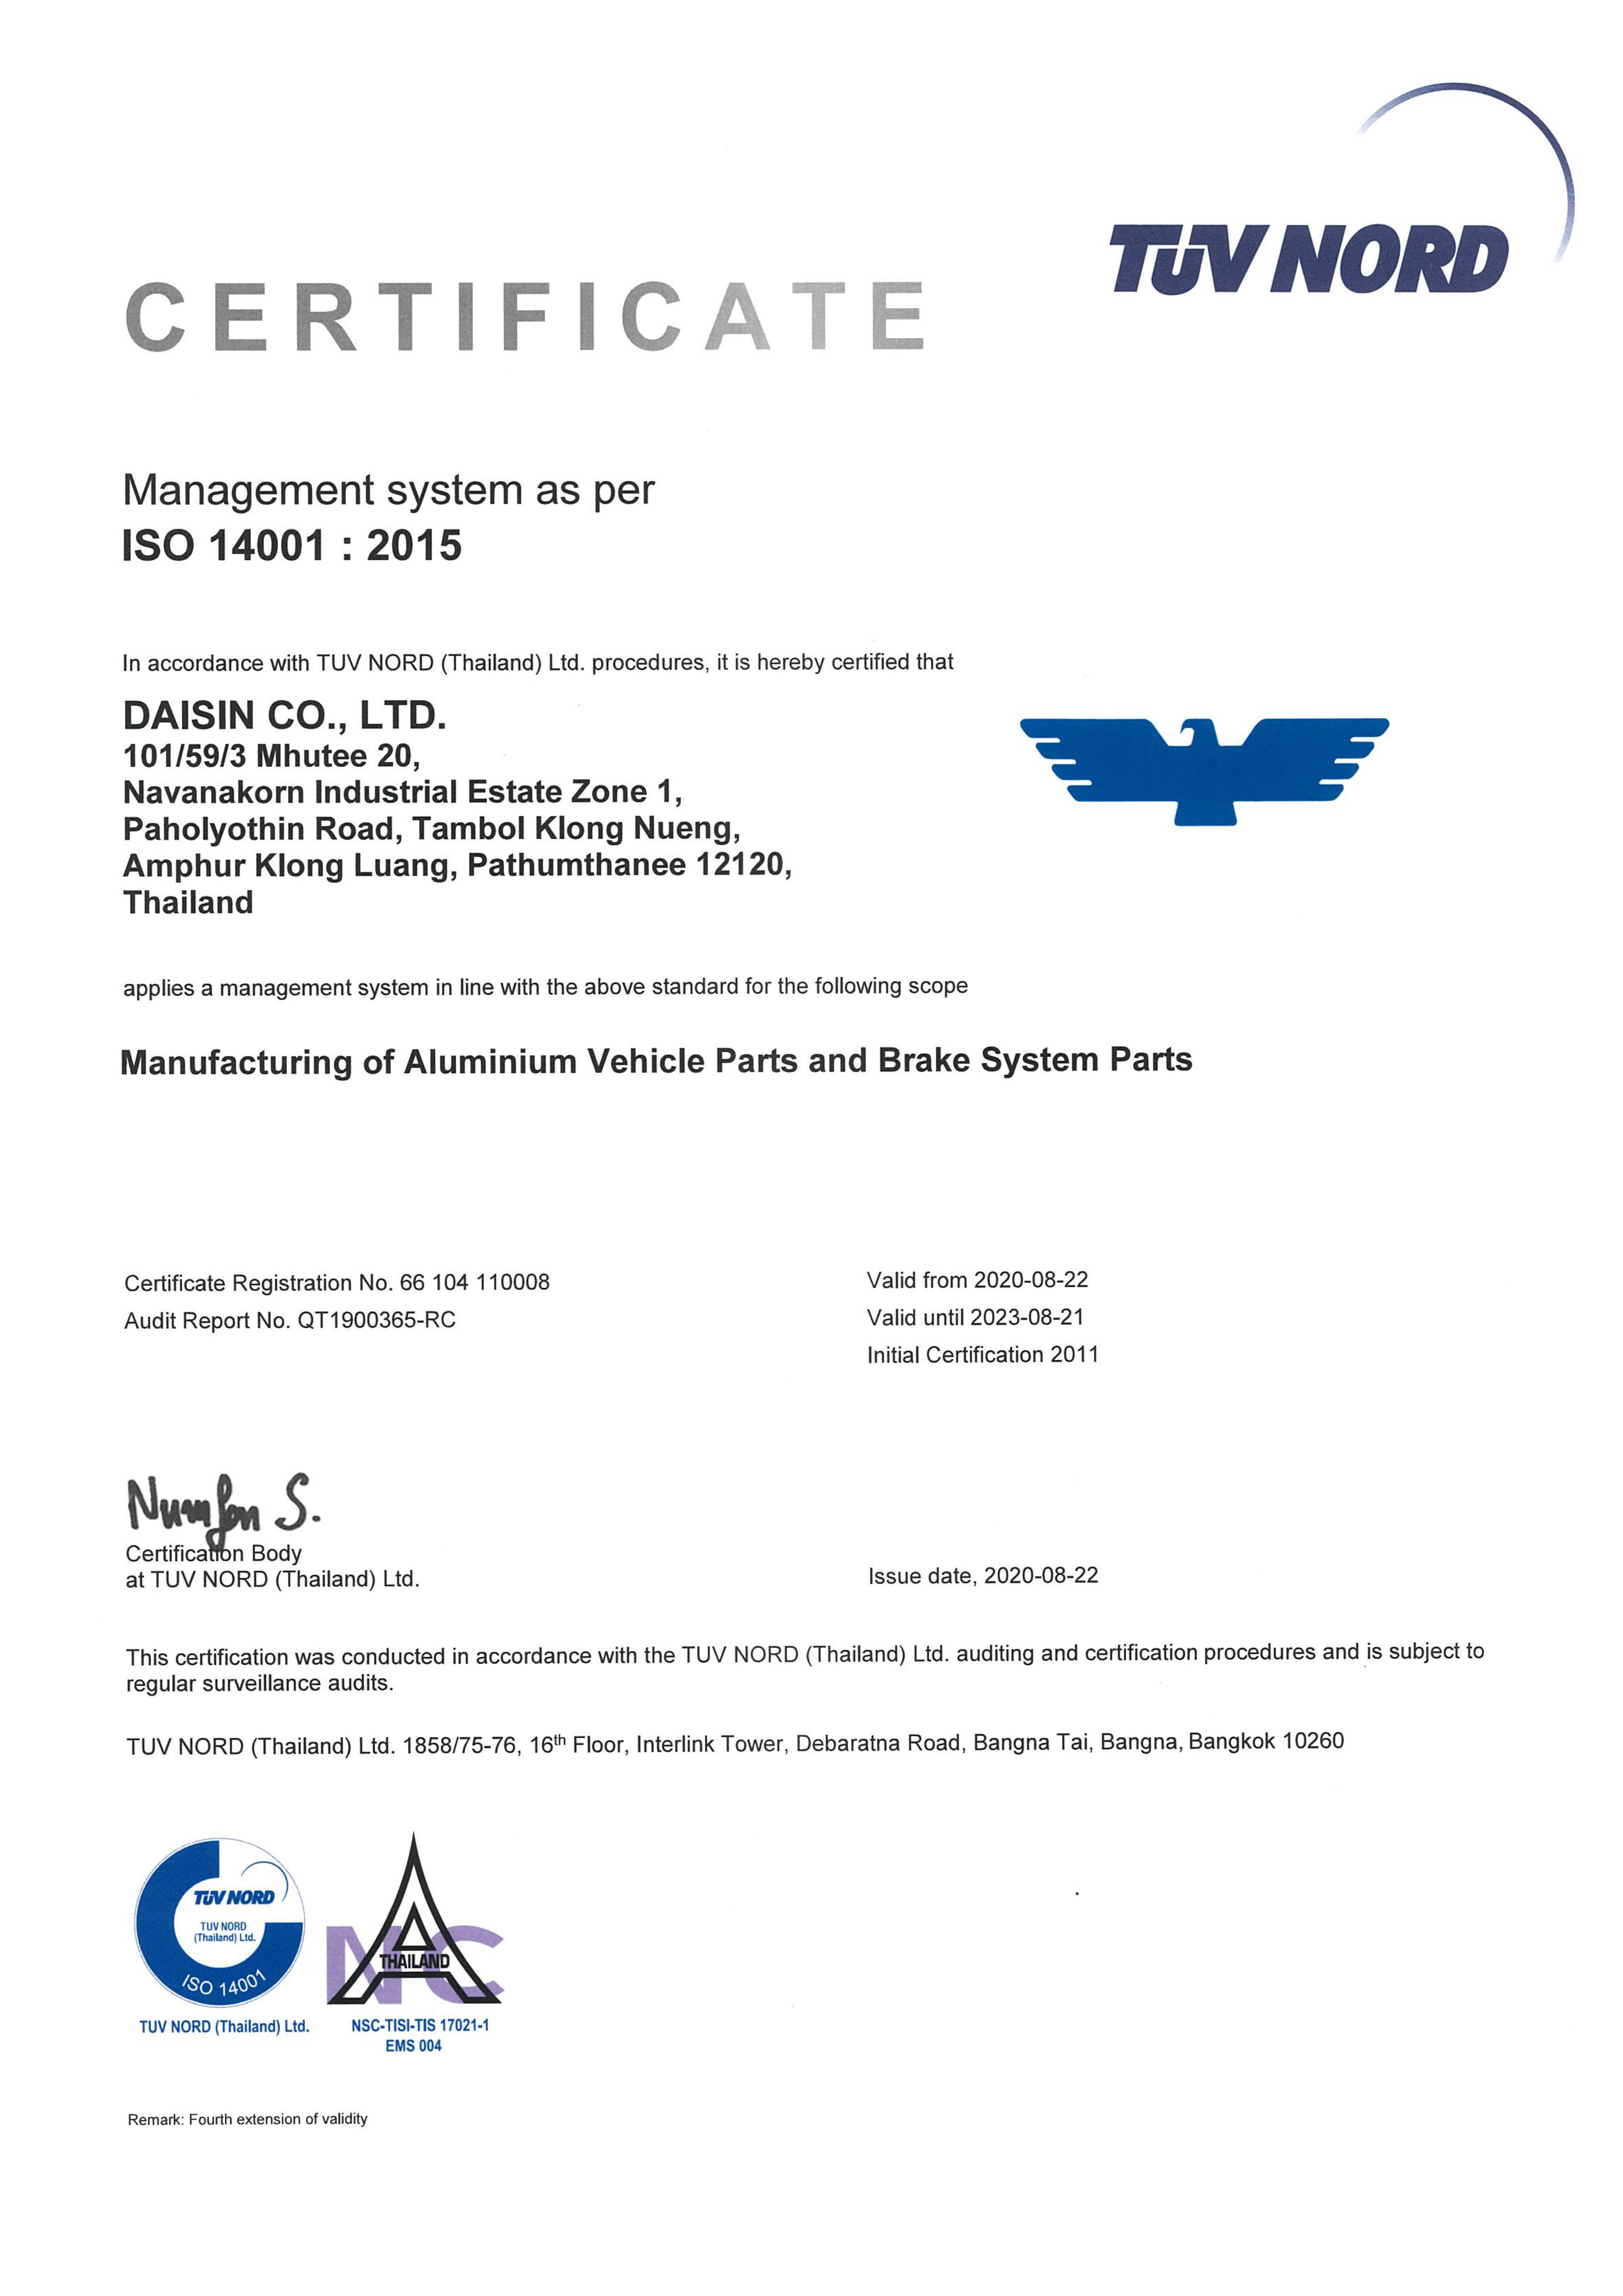 TÜV NORD
CERTIFICATE
Management system as per
ISO 14001 : 2015
In accordance with TUV NORD (Thailand) Ltd. procedures, it is hereby certified that
DAISIN CO., LTD.
101/59/3 Mhutee 20,
Navanakorn Industrial Estate Zone 1,
Paholyothin Road, Tambol Klong Nueng,
Amphur Klong Luang, Pathumthanee 12120,
Thailand
applies a management system in line with the above standard for the following scope
Manufacturing of Aluminium Vehicle Parts and Brake System Parts
Certificate Registration No. 66 104 110008
Audit Report No. QT1900365-RC
Valid from 2020-08-22
Valid until 2023-08-21
Initial Certification 2011
Numfon S.
Certification Body
at TUV NORD (Thailand) Ltd.
Issue date, 2020-08-22
This certification was conducted in accordance with the TUV NORD (Thailand) Ltd. auditing and certification procedures and is subject to
regular surveillance audits.
TUV NORD (Thailand) Ltd. 1858/75-76, 16th Floor, Interlink Tower, Debaratna Road, Bangna Tai, Bangna, Bangkok 10260
TÜV NORD
TUV NORD
(Thailand) Ltd.
ISO 14001
TUV NORD (Thailand) Ltd.
NAC
THAILAND
NSC-TISI-TIS 17021-1
EMS 004
Remark: Fourth extension of validity